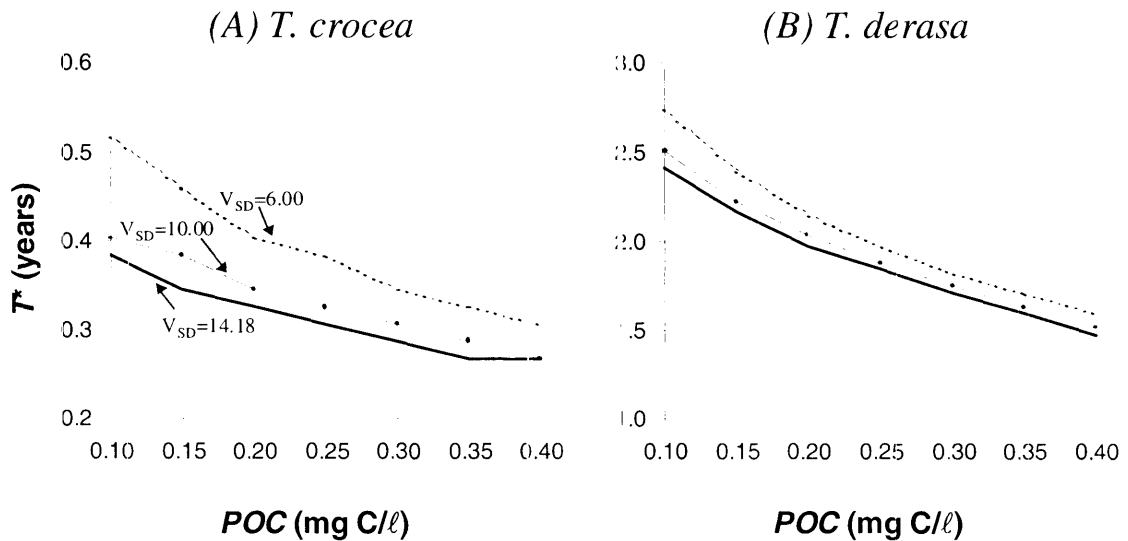 (A) T. crocea
(B) T. derasa
T* (years)
0.6
0.5
0.4
0.3
0.2
V_SD=6.00
V_SD=10.00
V_SD=14.18
0.10 0.15 0.20 0.25 0.30 0.35 0.40
POC (mg C/ℓ)
3.0
2.5
2.0
1.5
1.0
0.10 0.15 0.20 0.25 0.30 0.35 0.40
POC (mg C/ℓ)